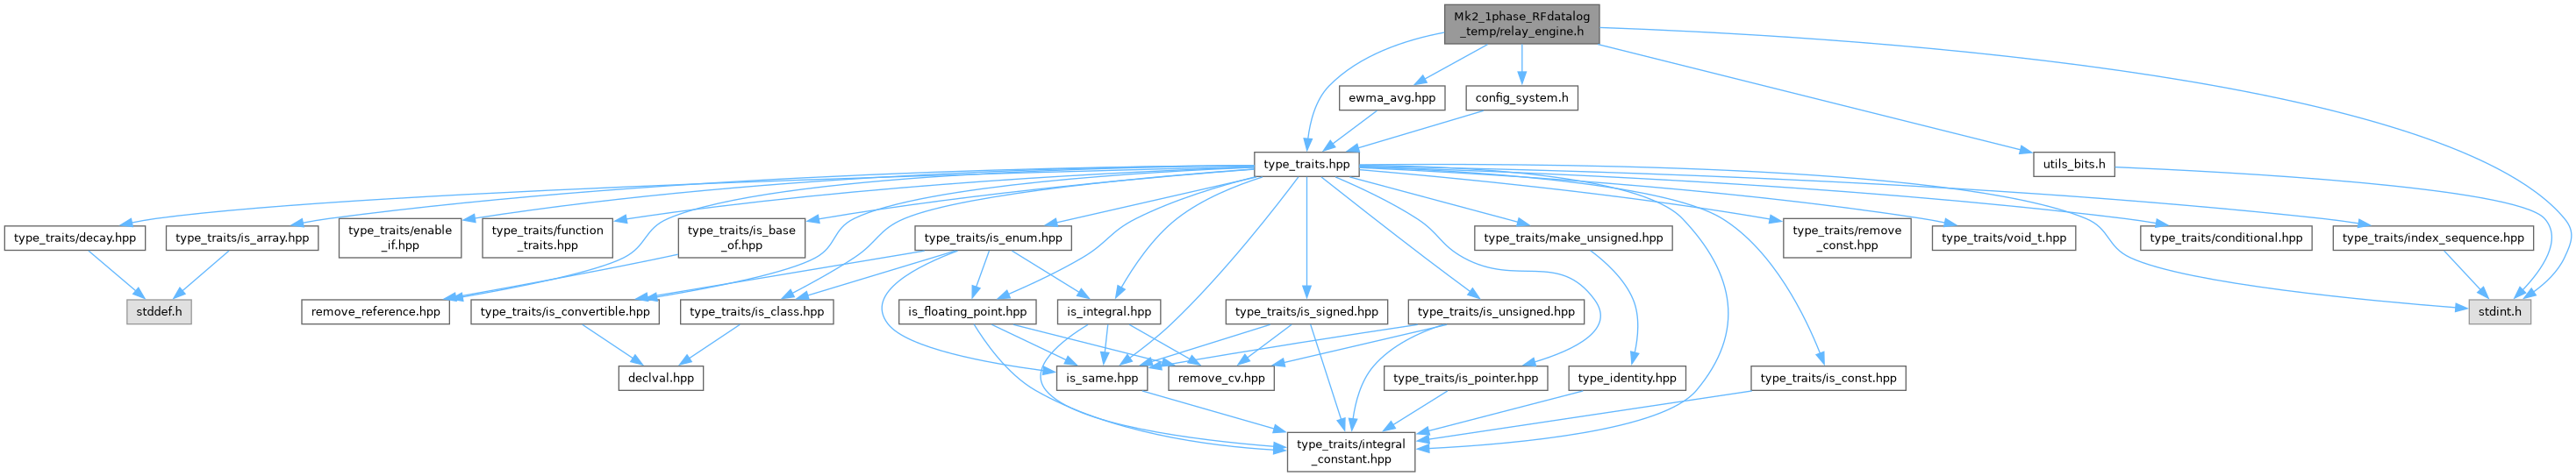 Mk2_1phase_RFdatalog
_temp/relay_engine.h
ewma_avg.hpp
config_system.h
type_traits.hpp
utils_bits.h
type_traits/decay.hpp
type_traits/is_array.hpp
type_traits/enable
_if.hpp
type_traits/function
_traits.hpp
type_traits/is_base
_of.hpp
type_traits/is_enum.hpp
type_traits/make_unsigned.hpp
type_traits/remove
_const.hpp
type_traits/void_t.hpp
type_traits/conditional.hpp
type_traits/index_sequence.hpp
stddef.h
remove_reference.hpp
type_traits/is_convertible.hpp
type_traits/is_class.hpp
is_floating_point.hpp
is_integral.hpp
type_traits/is_signed.hpp
type_traits/is_unsigned.hpp
stdint.h
declval.hpp
is_same.hpp
remove_cv.hpp
type_traits/is_pointer.hpp
type_identity.hpp
type_traits/is_const.hpp
type_traits/integral
_constant.hpp